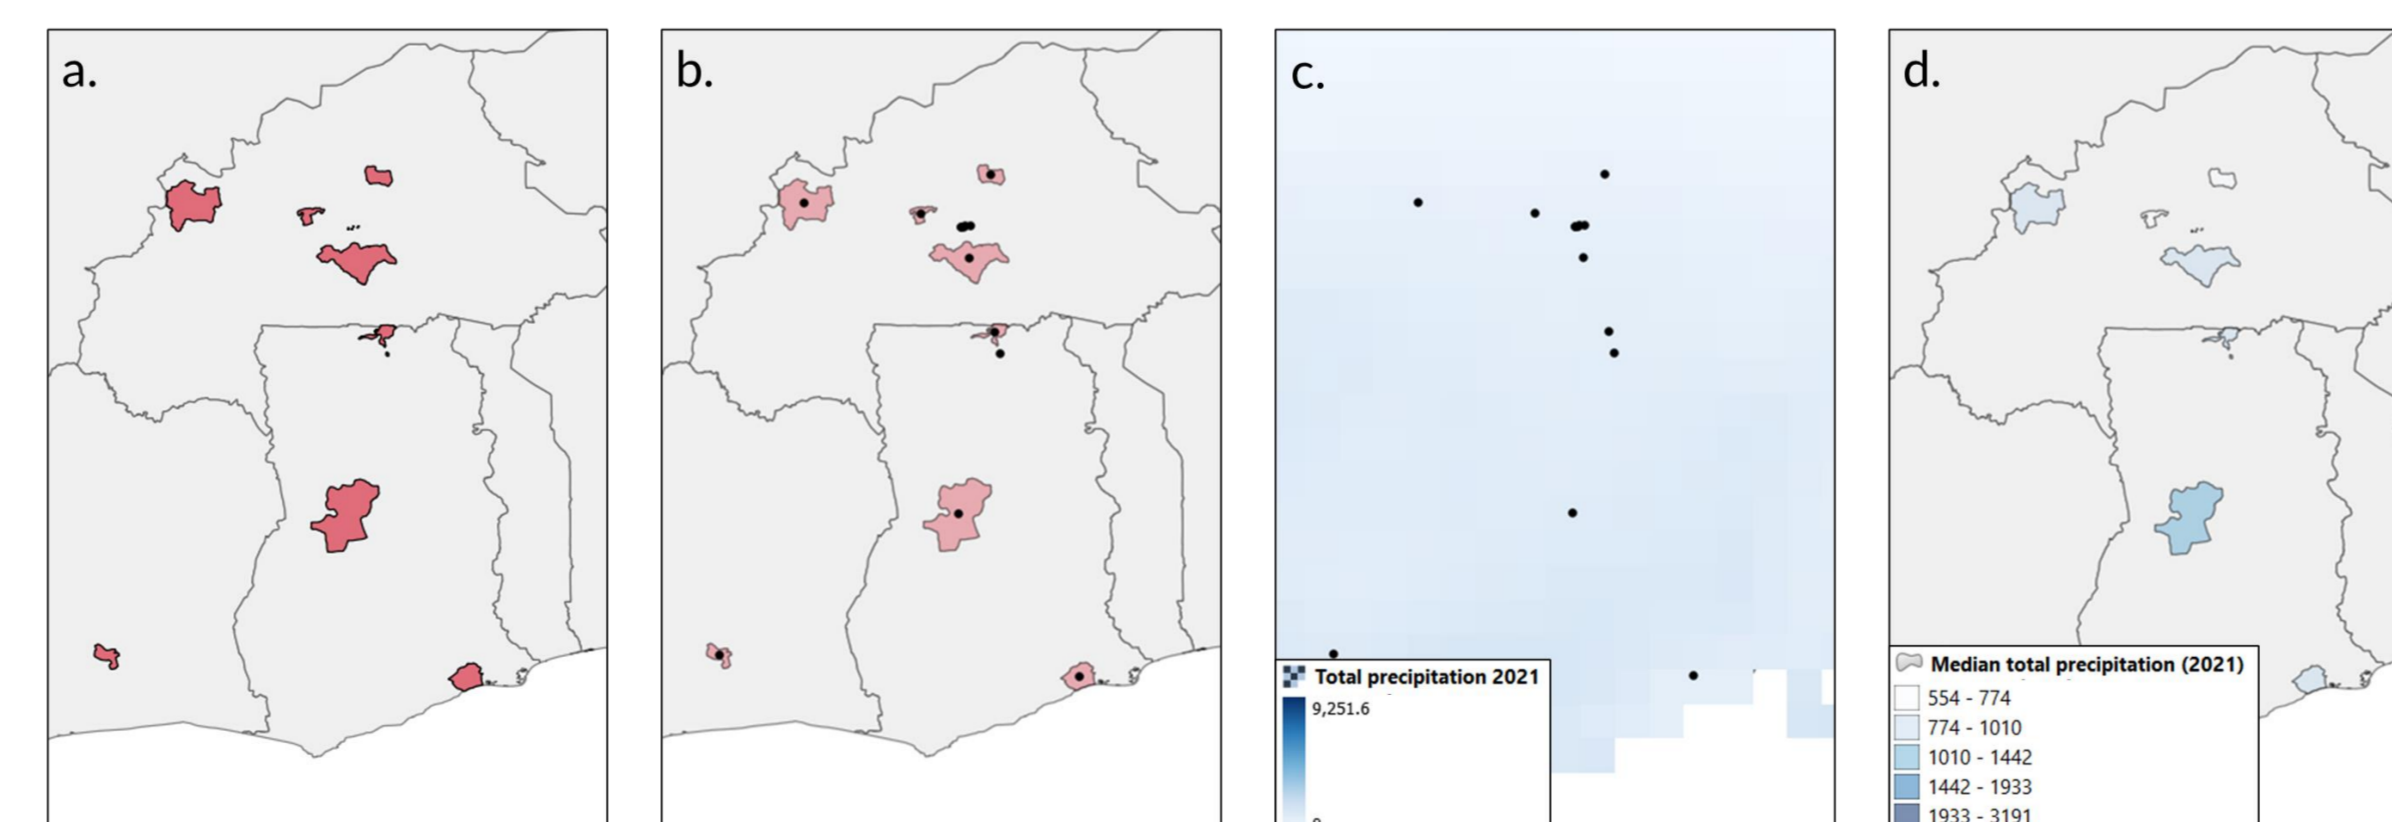 a.
b.
c.
d.
Total precipitation 2021
9,251.6
Median total precipitation (2021)
554 - 774
774 - 1010
1010 - 1442
1442 - 1933
1933 - 3191